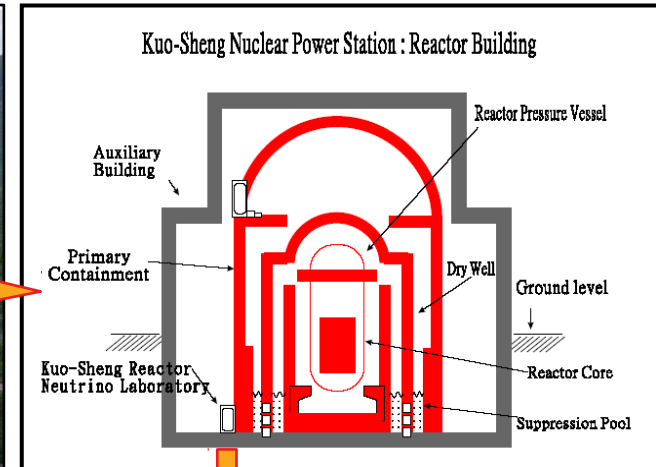 Kuo-Sheng Nuclear Power Station : Reactor Building
Reactor Pressure Vessel
Auxiliary
Building
Primary
Containment
Dry Well
Ground level
Kuo-Sheng Reactor
Neutrino Laboratory
Reactor Core
Suppression Pool